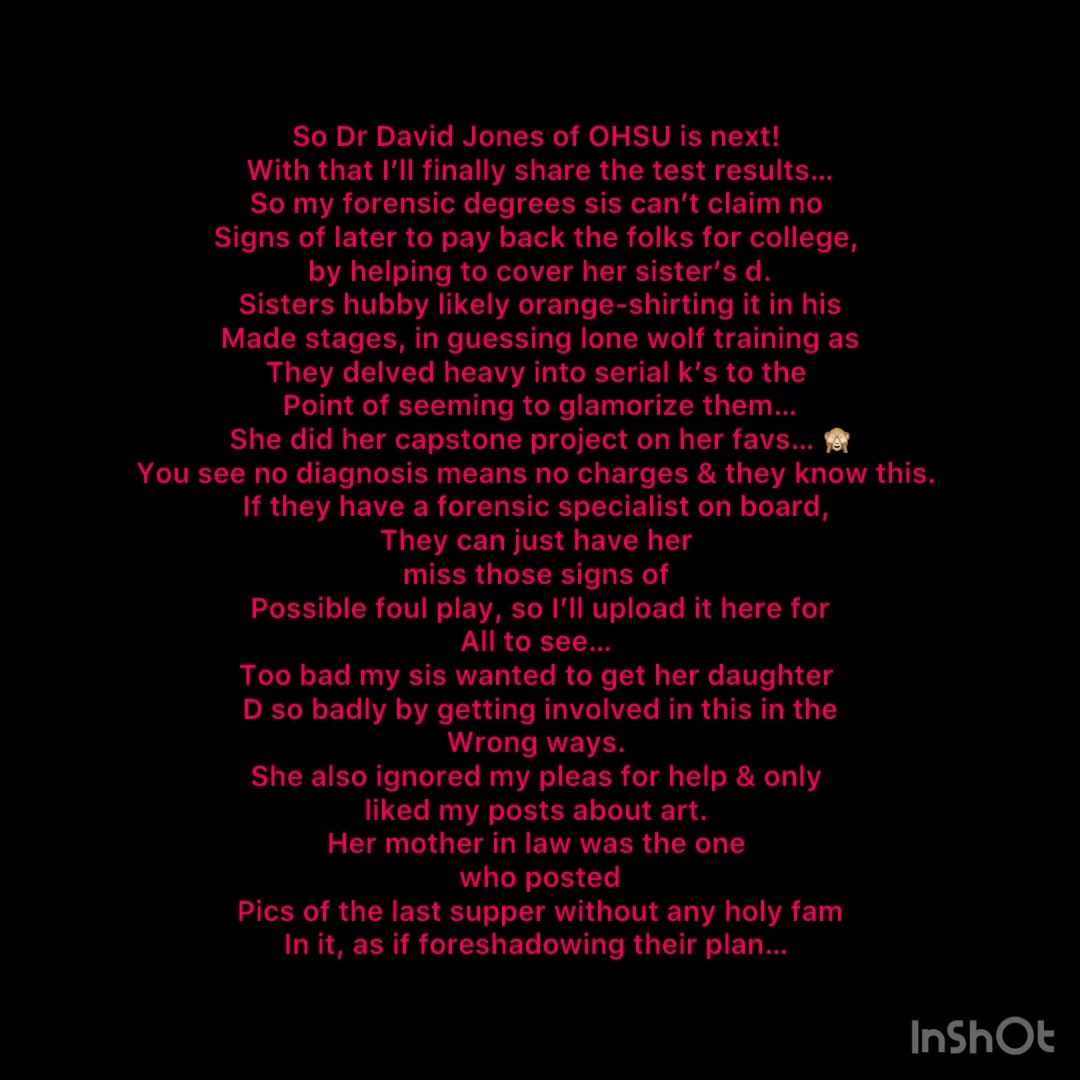 So Dr David Jones of OHSU is next!
With that I’ll finally share the test results...
So my forensic degrees sis can’t claim no
Signs of later to pay back the folks for college,
by helping to cover her sister’s d.
Sisters hubby likely orange-shirting it in his
Made stages, in guessing lone wolf training as
They delved heavy into serial k’s to the
Point of seeming to glamorize them...
She did her capstone project on her favs... 🙈
You see no diagnosis means no charges & they know this.
If they have a forensic specialist on board,
They can just have her
miss those signs of
Possible foul play, so I’ll upload it here for
All to see...
Too bad my sis wanted to get her daughter
D so badly by getting involved in this in the
Wrong ways.
She also ignored my pleas for help & only
liked my posts about art.
Her mother in law was the one
who posted
Pics of the last supper without any holy fam
In it, as if foreshadowing their plan...
InShOt